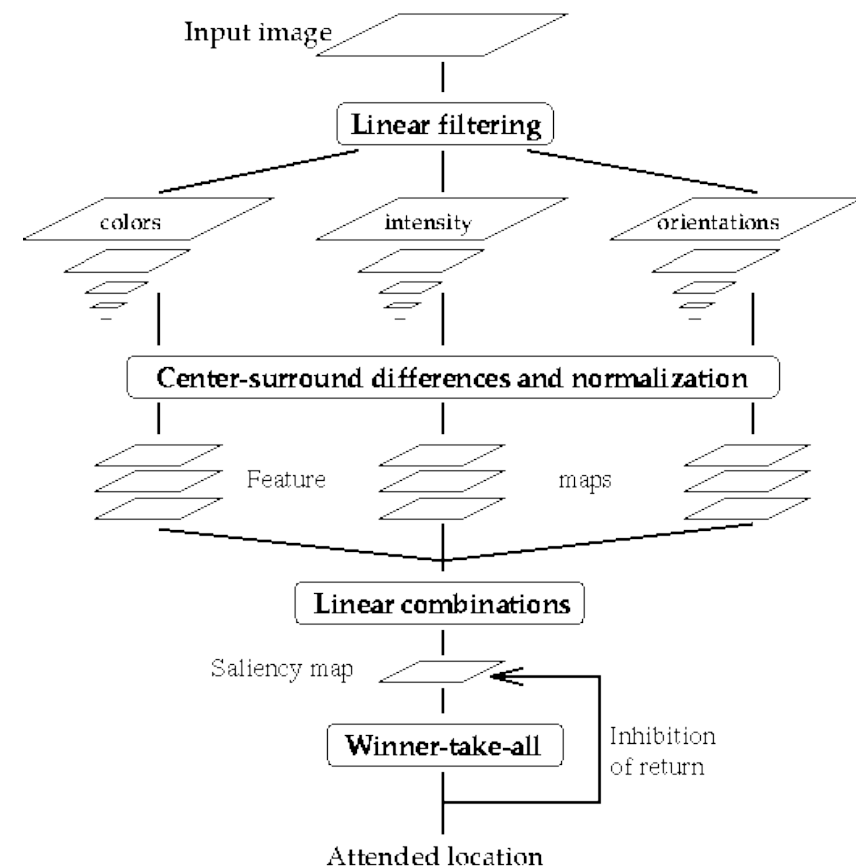 Input image
Linear filtering
colors
intensity
orientations
Center-surround differences and normalization
Feature
maps
Linear combinations
Saliency map
Winner-take-all
Inhibition
of return
Attended location